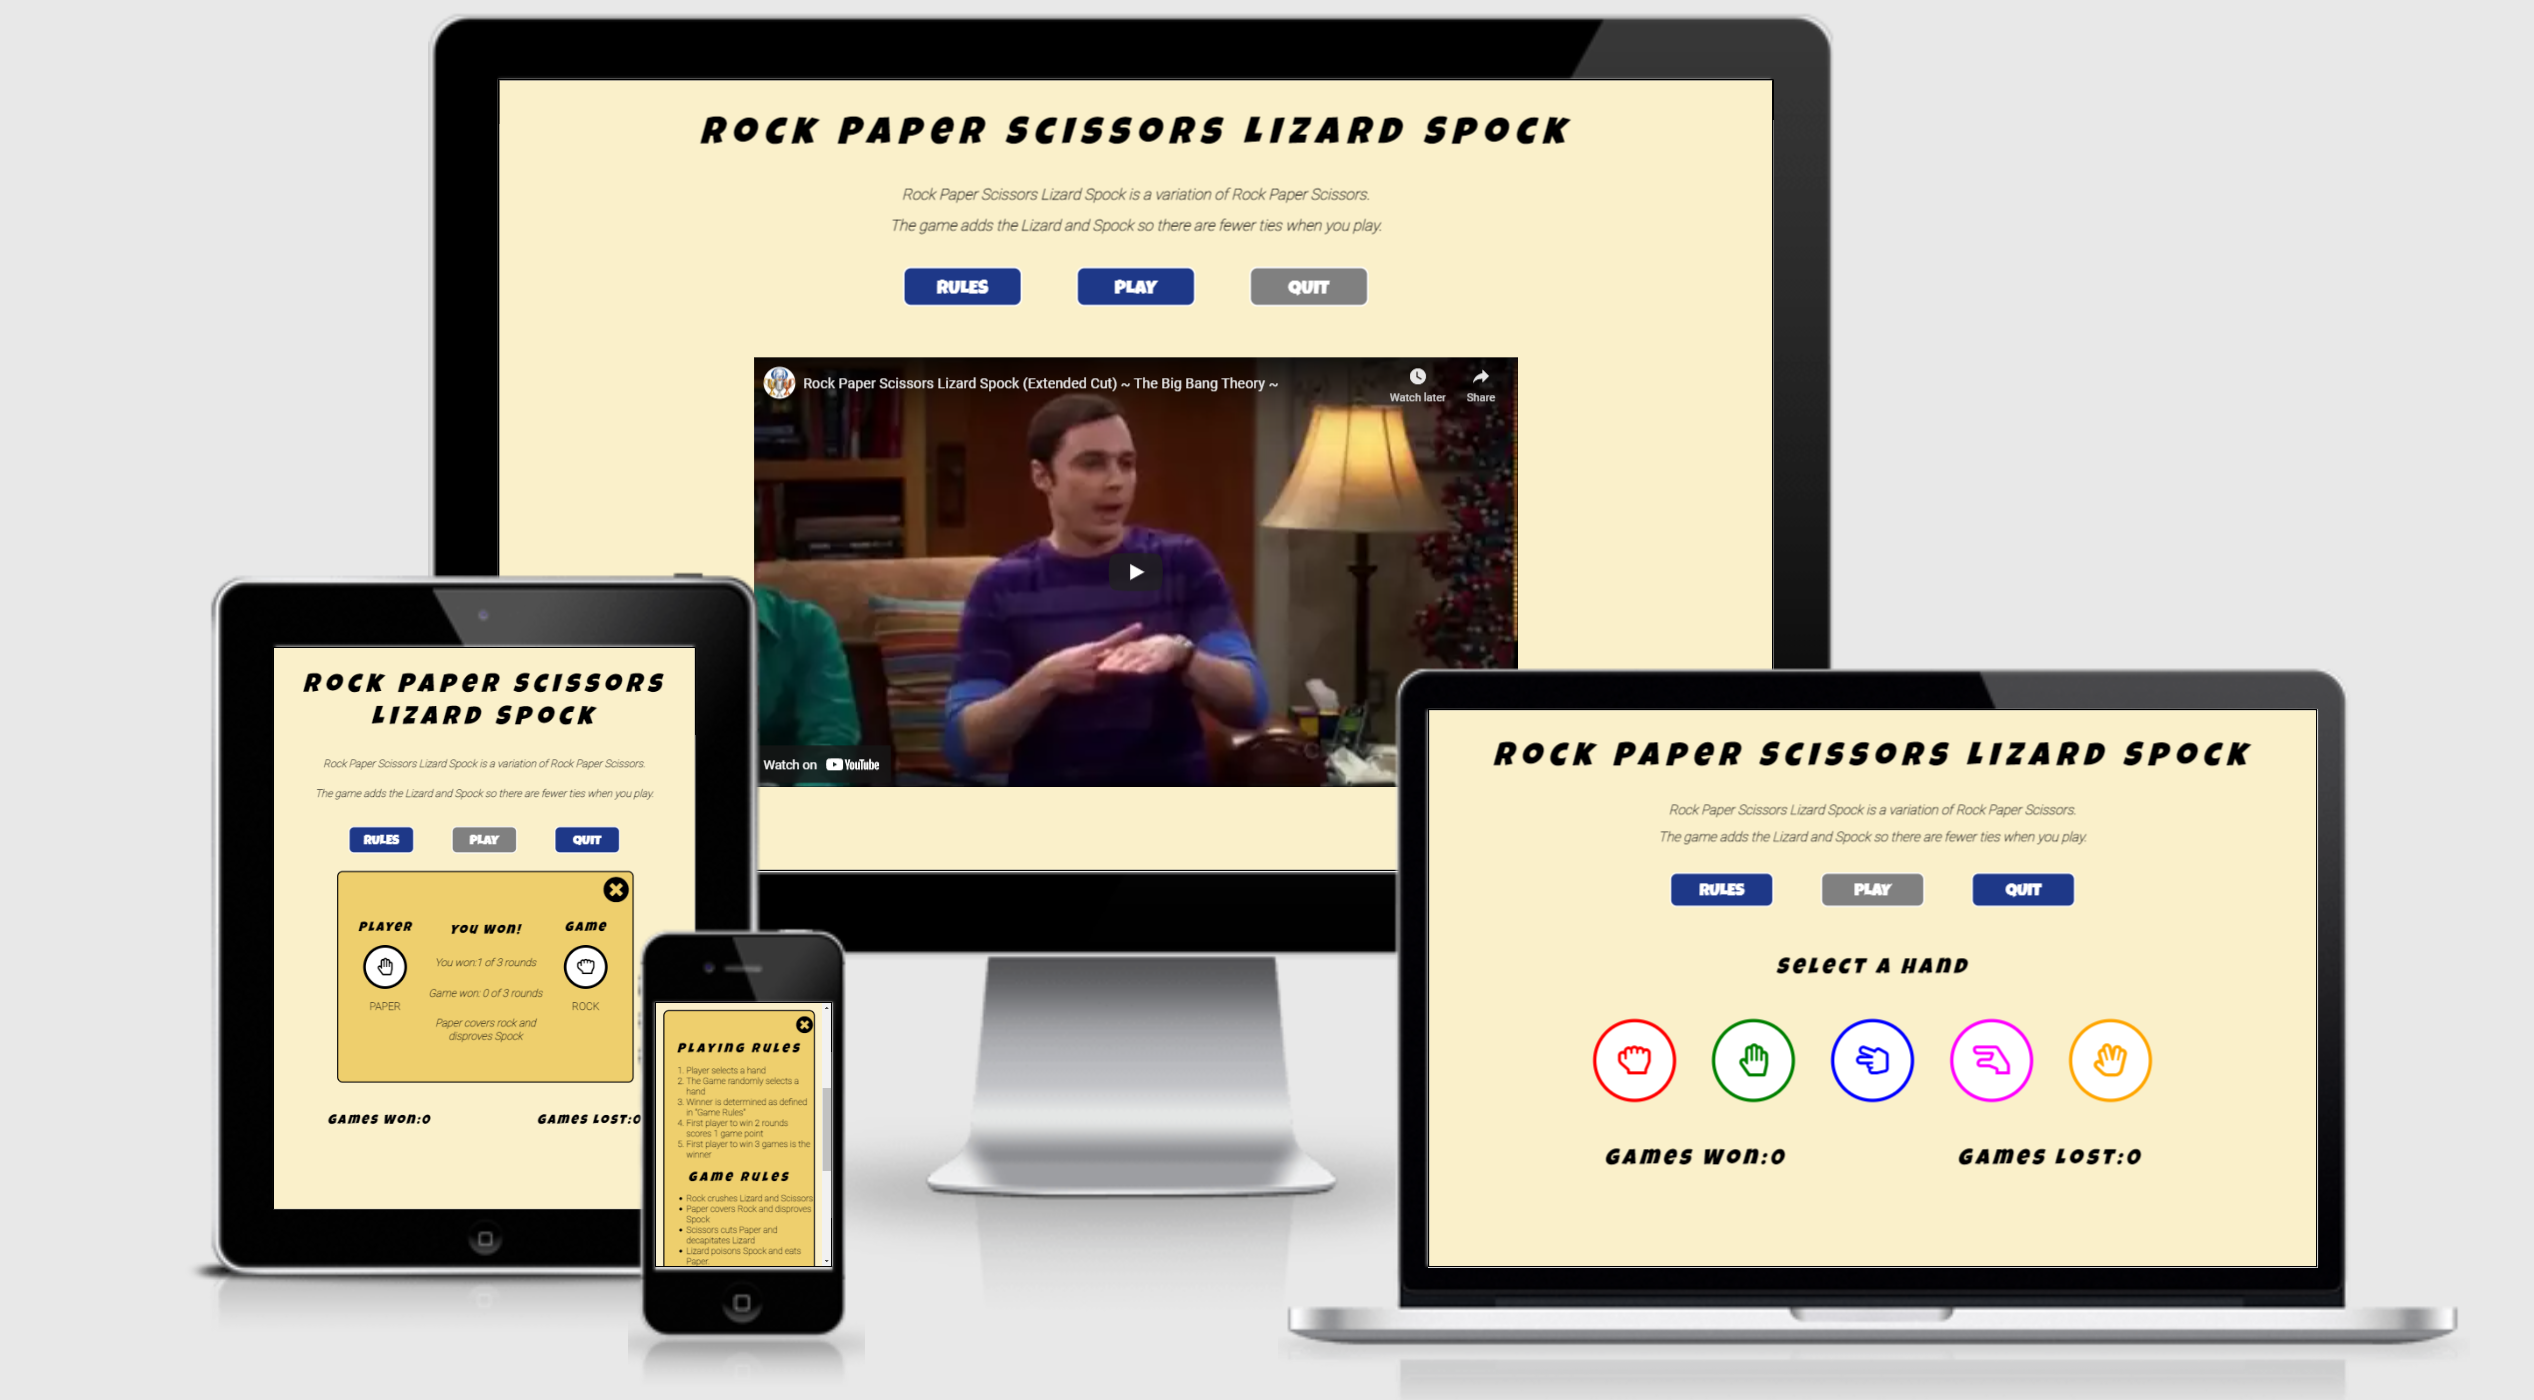 ROCK PAPER SCISSORS LIZARD SPOCK
Rock Paper Scissors Lizard Spock is a variation of Rock Paper Scissors.
The game adds the Lizard and Spock so there are fewer ties when you play.
RULES PLAY QUIT
Rock Paper Scissors Lizard Spock (Extended Cut) ~ The Big Bang Theory ~
Watch later Share
Watch on YouTube
ROCK PAPER SCISSORS
LIZARD SPOCK
Rock Paper Scissors Lizard Spock is a variation of Rock Paper Scissors.
The game adds the Lizard and Spock so there are fewer ties when you play.
RULES PLAY QUIT
PLAYER YOU WON! GAME
You won:1 of 3 rounds
Game won: 0 of 3 rounds
PAPER ROCK
Paper covers rock and
disproves Spock
GAMES WON:0 GAMES LOST:0
PLAYING RULES
1. Player selects a hand
2. The Game randomly selects a
hand
3. Winner is determined as defined
in "Game Rules"
4. First player to win 2 rounds
scores 1 game point
5. First player to win 3 games is the
winner
GAME RULES
• Rock crushes Lizard and Scissors
• Paper covers Rock and disproves
Spock
• Scissors cuts Paper and
decapitates Lizard
• Lizard poisons Spock and eats
Paper.
ROCK PAPER SCISSORS LIZARD SPOCK
Rock Paper Scissors Lizard Spock is a variation of Rock Paper Scissors.
The game adds the Lizard and Spock so there are fewer ties when you play.
RULES PLAY QUIT
SELECT A HAND
GAMES WON:0 GAMES LOST:0